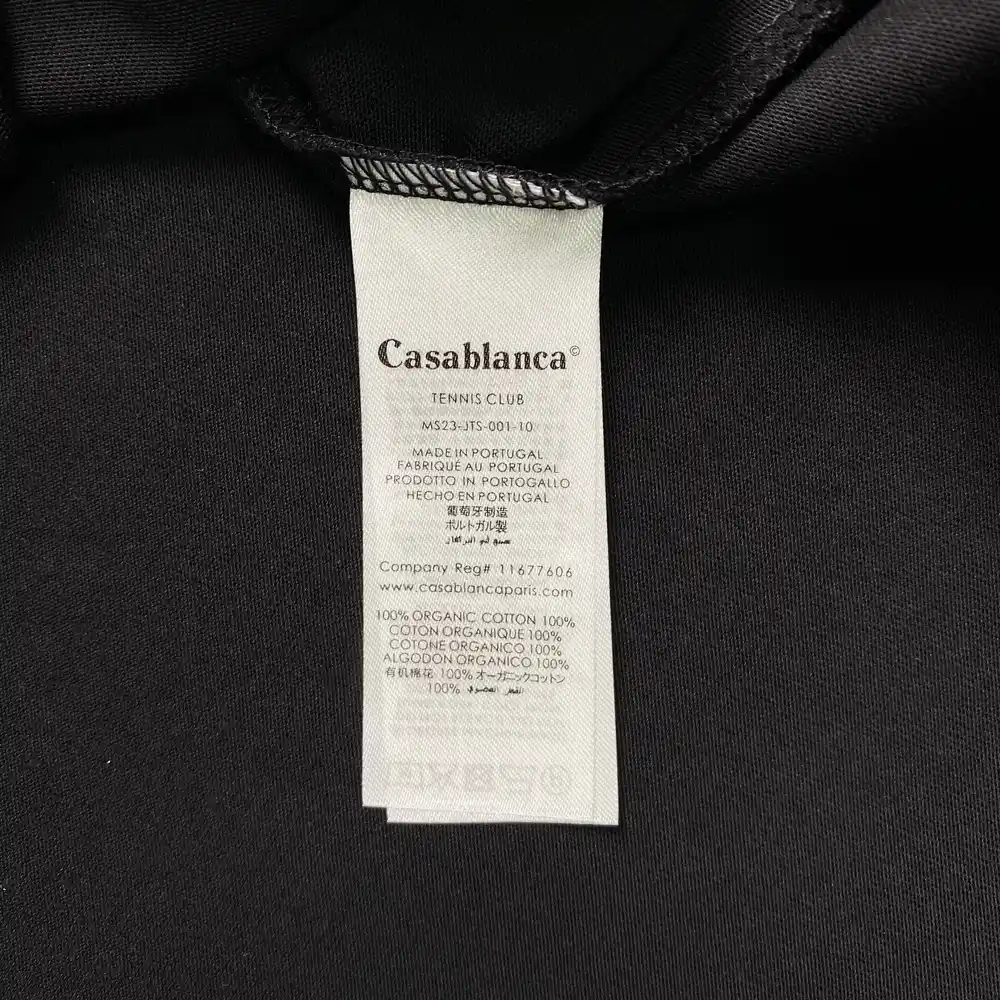 Casablanca©
TENNIS CLUB
MS23-JTS-001-10
MADE IN PORTUGAL
FABRIQUÉ AU PORTUGAL
PRODOTTO IN PORTOGALLO
HECHO EN PORTUGAL
葡萄牙制造
ポルトガル製
Company Reg# 11677606
www.casablancaparis.com
100% ORGANIC COTTON 100%
COTON ORGANIQUE 100%
COTONE ORGANICO 100%
ALGODON ORGANICO 100%
有机棉花 100% オーガニックコットン
100%